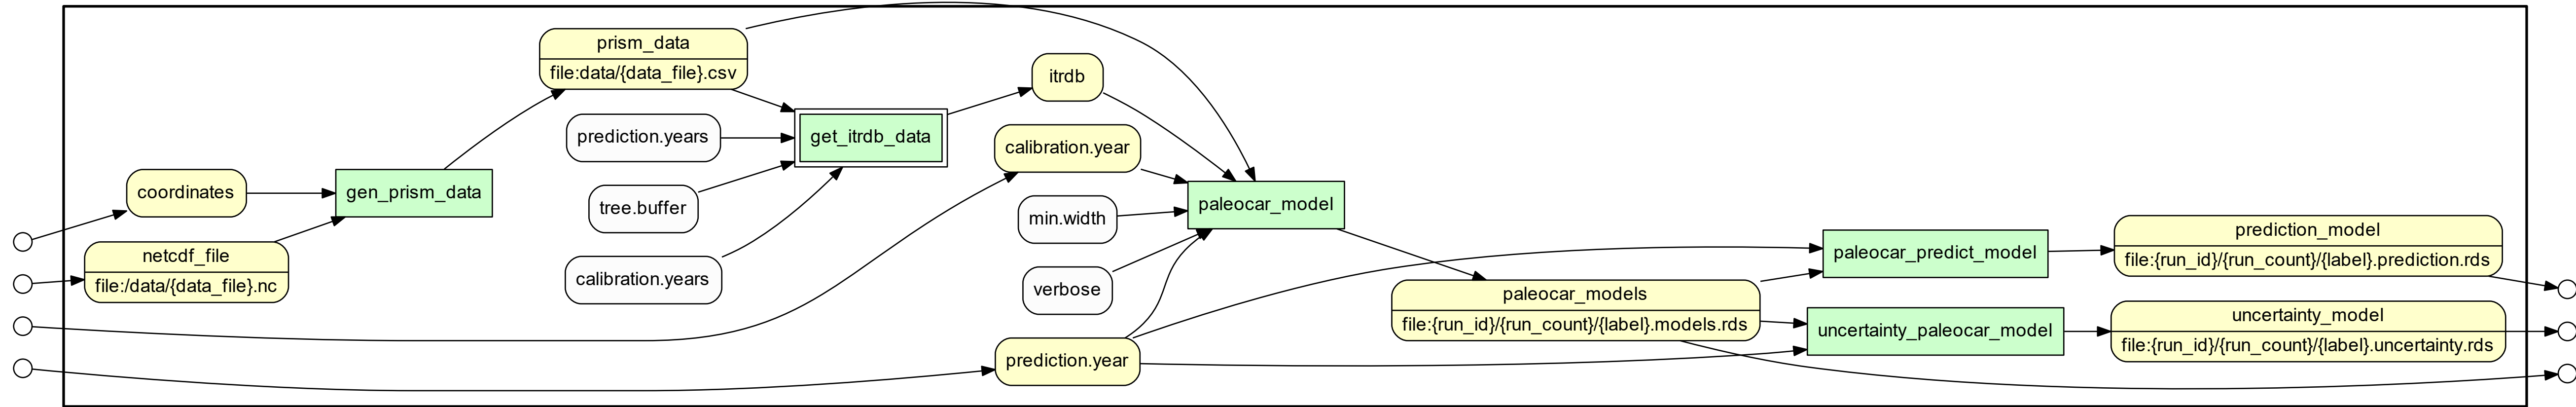 coordinates
netcdf_file
file:/data/{data_file}.nc
gen_prism_data
prism_data
file:data/{data_file}.csv
prediction.years
tree.buffer
calibration.years
get_itrdb_data
itrdb
calibration.year
min.width
verbose
prediction.year
paleocar_model
paleocar_models
file:{run_id}/{run_count}/{label}.models.rds
paleocar_predict_model
uncertainty_paleocar_model
prediction_model
file:{run_id}/{run_count}/{label}.prediction.rds
uncertainty_model
file:{run_id}/{run_count}/{label}.uncertainty.rds